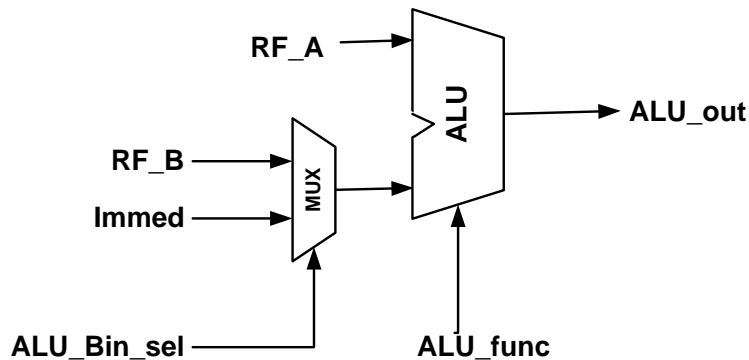 RF_A
ALU
ALU_out
RF_B
MUX
Immed
ALU_Bin_sel
ALU_func